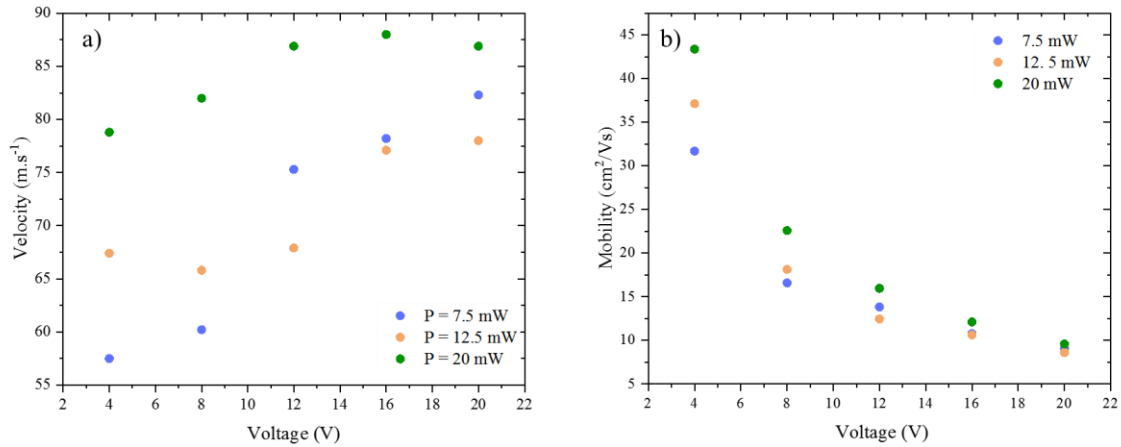 a)
90
85
80
75
70
65
60
55
Velocity (m.s⁻¹)
P = 7.5 mW
P = 12.5 mW
P = 20 mW
2 4 6 8 10 12 14 16 18 20 22
Voltage (V)
b)
45
40
35
30
25
20
15
10
5
Mobility (cm²/Vs)
7.5 mW
12. 5 mW
20 mW
2 4 6 8 10 12 14 16 18 20 22
Voltage (V)